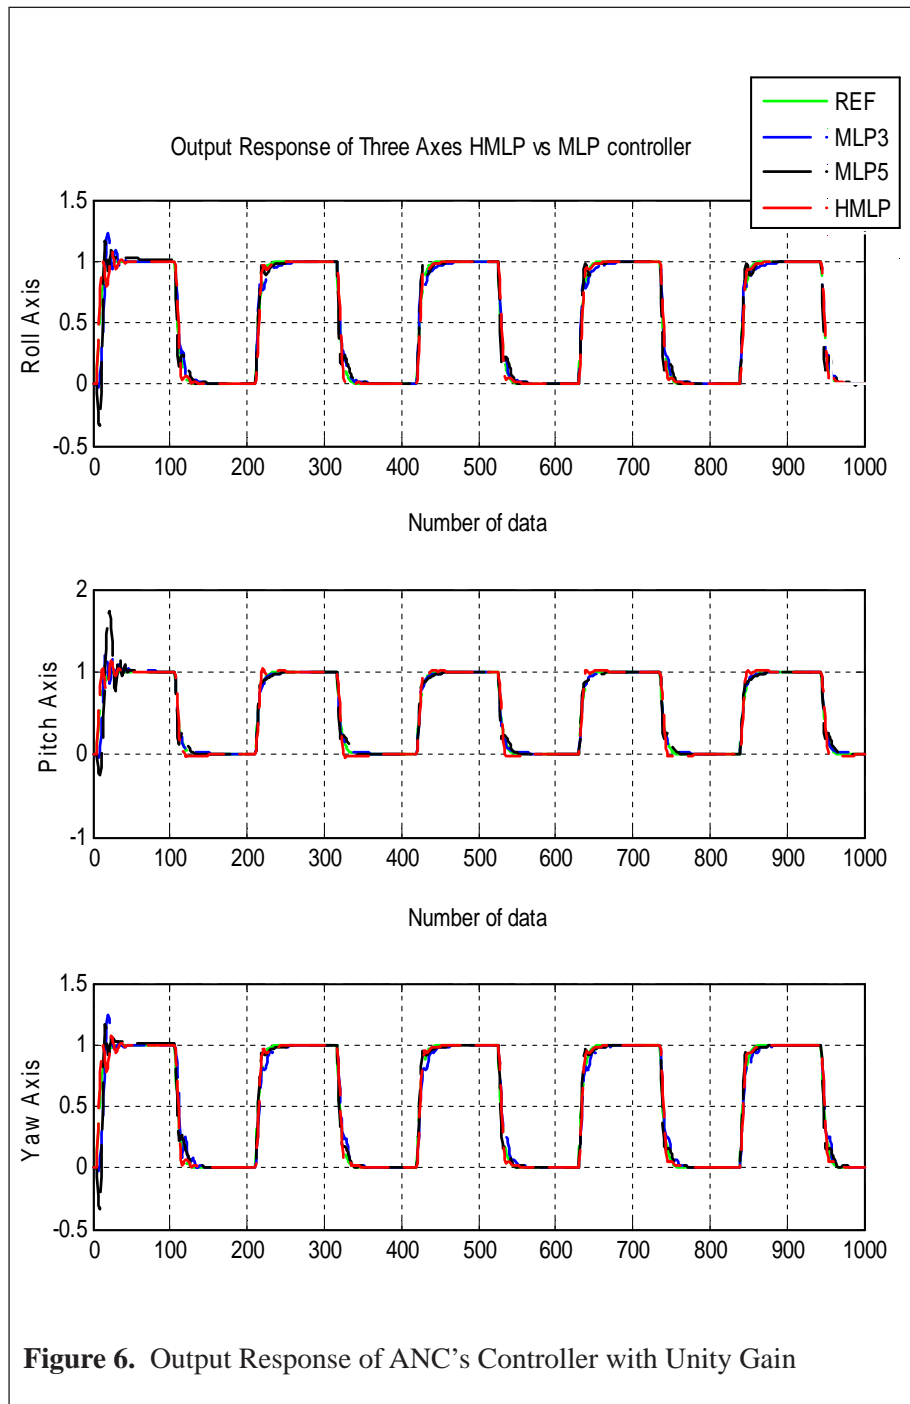 REF
MLP3
MLP5
HMLP
Output Response of Three Axes HMLP vs MLP controller
1.5
1
0.5
0
-0.5
Roll Axis
0 100 200 300 400 500 600 700 800 900 1000
Number of data
2
1
0
-1
Pitch Axis
0 100 200 300 400 500 600 700 800 900 1000
Number of data
1.5
1
0.5
0
-0.5
Yaw Axis
0 100 200 300 400 500 600 700 800 900 1000
Figure 6. Output Response of ANC's Controller with Unity Gain